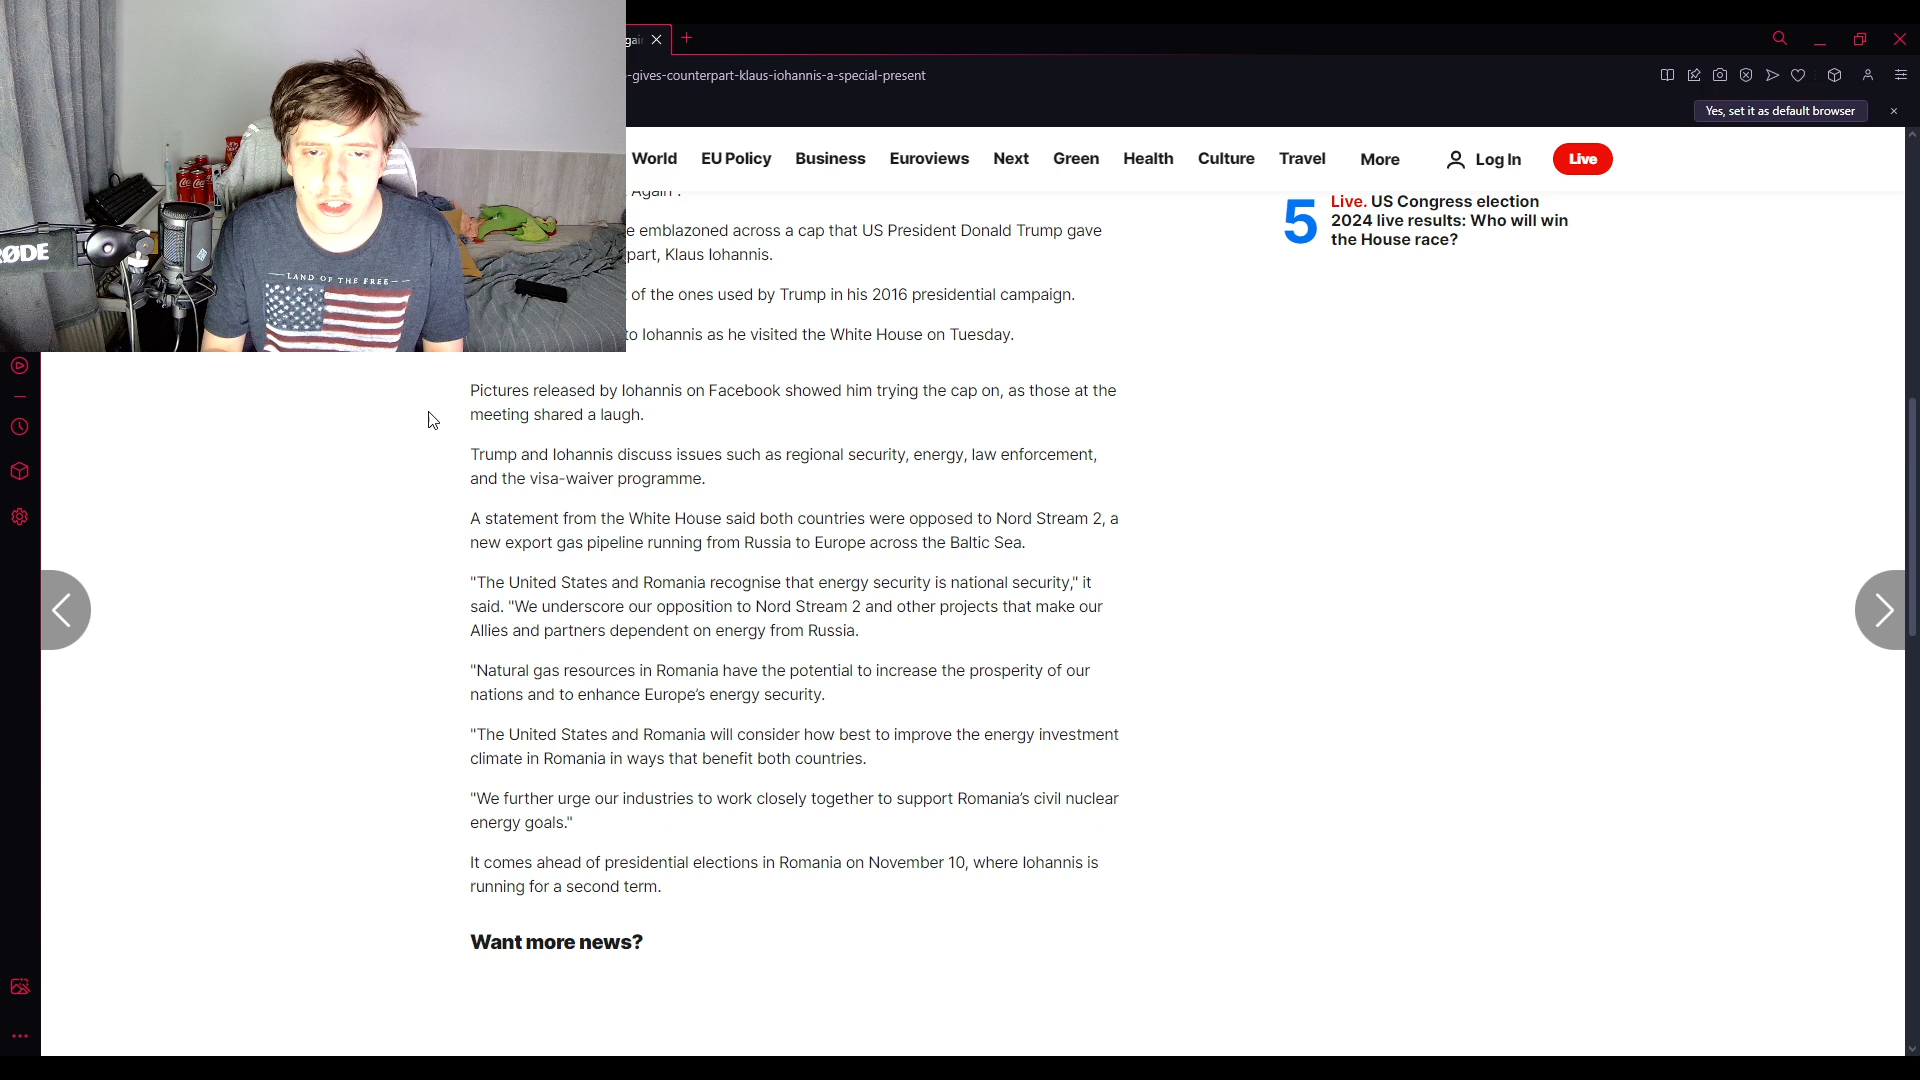 gai
-gives-counterpart-klaus-iohannis-a-special-present
Yes, set it as default browser
World EU Policy Business Euroviews Next Green Health Culture Travel More Log In Live
Again".
e emblazoned across a cap that US President Donald Trump gave
part, Klaus Iohannis.
of the ones used by Trump in his 2016 presidential campaign.
to Iohannis as he visited the White House on Tuesday.
5
Live. US Congress election
2024 live results: Who will win
the House race?
RØDE
LAND OF THE FREE
Pictures released by Iohannis on Facebook showed him trying the cap on, as those at the
meeting shared a laugh.
Trump and Iohannis discuss issues such as regional security, energy, law enforcement,
and the visa-waiver programme.
A statement from the White House said both countries were opposed to Nord Stream 2, a
new export gas pipeline running from Russia to Europe across the Baltic Sea.
"The United States and Romania recognise that energy security is national security," it
said. "We underscore our opposition to Nord Stream 2 and other projects that make our
Allies and partners dependent on energy from Russia.
"Natural gas resources in Romania have the potential to increase the prosperity of our
nations and to enhance Europe's energy security.
"The United States and Romania will consider how best to improve the energy investment
climate in Romania in ways that benefit both countries.
"We further urge our industries to work closely together to support Romania's civil nuclear
energy goals."
It comes ahead of presidential elections in Romania on November 10, where Iohannis is
running for a second term.
Want more news?